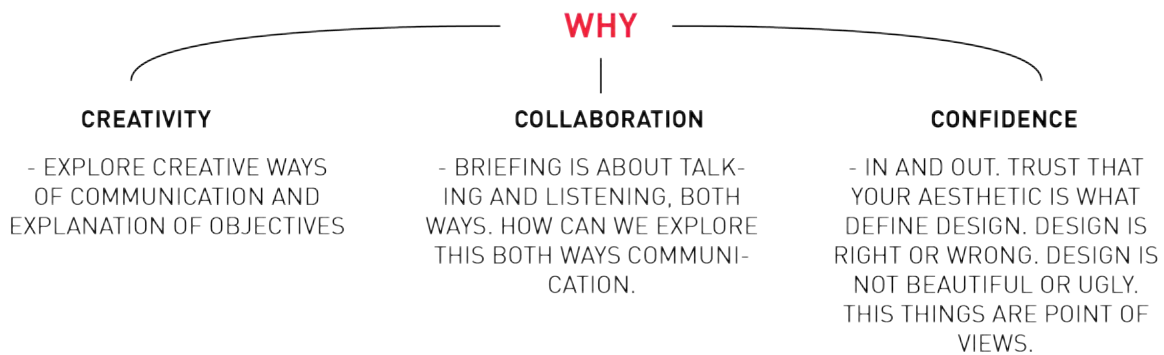 WHY
CREATIVITY
- EXPLORE CREATIVE WAYS
OF COMMUNICATION AND
EXPLANATION OF OBJECTIVES
COLLABORATION
- BRIEFING IS ABOUT TALK-
ING AND LISTENING, BOTH
WAYS. HOW CAN WE EXPLORE
THIS BOTH WAYS COMMUNI-
CATION.
CONFIDENCE
- IN AND OUT. TRUST THAT
YOUR AESTHETIC IS WHAT
DEFINE DESIGN. DESIGN IS
RIGHT OR WRONG. DESIGN IS
NOT BEAUTIFUL OR UGLY.
THIS THINGS ARE POINT OF
VIEWS.